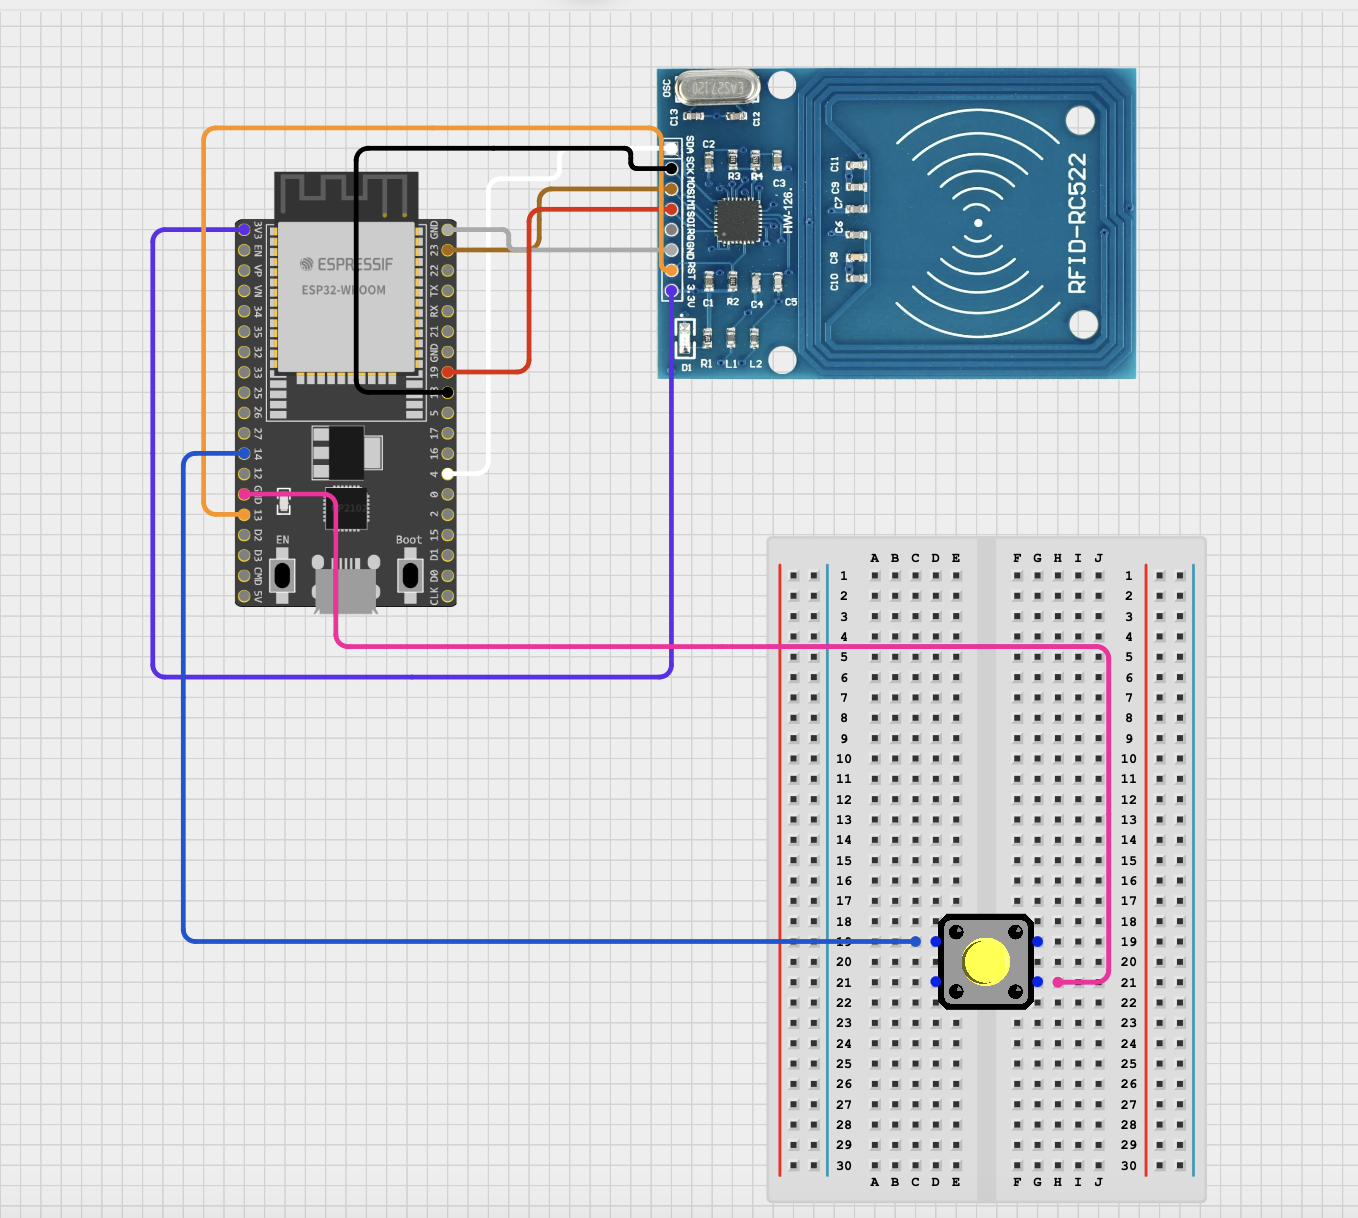 OSC
EAS27.120
C13
C12
SDA
SCK
MOSI
MISO
IRQ
GND
RST
3.3V
C2
R3
R4
C3
HW-126.
C1
R2
C4
C5
D1
R1
L1
L2
C11
C9
C7
C6
C8
C10
RFID-RC522
ESPRESSIF
ESP32-WROOM
3V3
EN
VP
VN
34
35
32
33
25
26
27
14
12
GND
13
D2
D3
CMD
5V
GND
23
22
TX
RX
21
GND
19
18
5
17
16
4
0
2
15
D1
D0
CLK
CP2102
EN
Boot
A B C D E F G H I J
1 1
2 2
3 3
4 4
5 5
6 6
7 7
8 8
9 9
10 10
11 11
12 12
13 13
14 14
15 15
16 16
17 17
18 18
19 19
20 20
21 21
22 22
23 23
24 24
25 25
26 26
27 27
28 28
29 29
30 30
A B C D E F G H I J